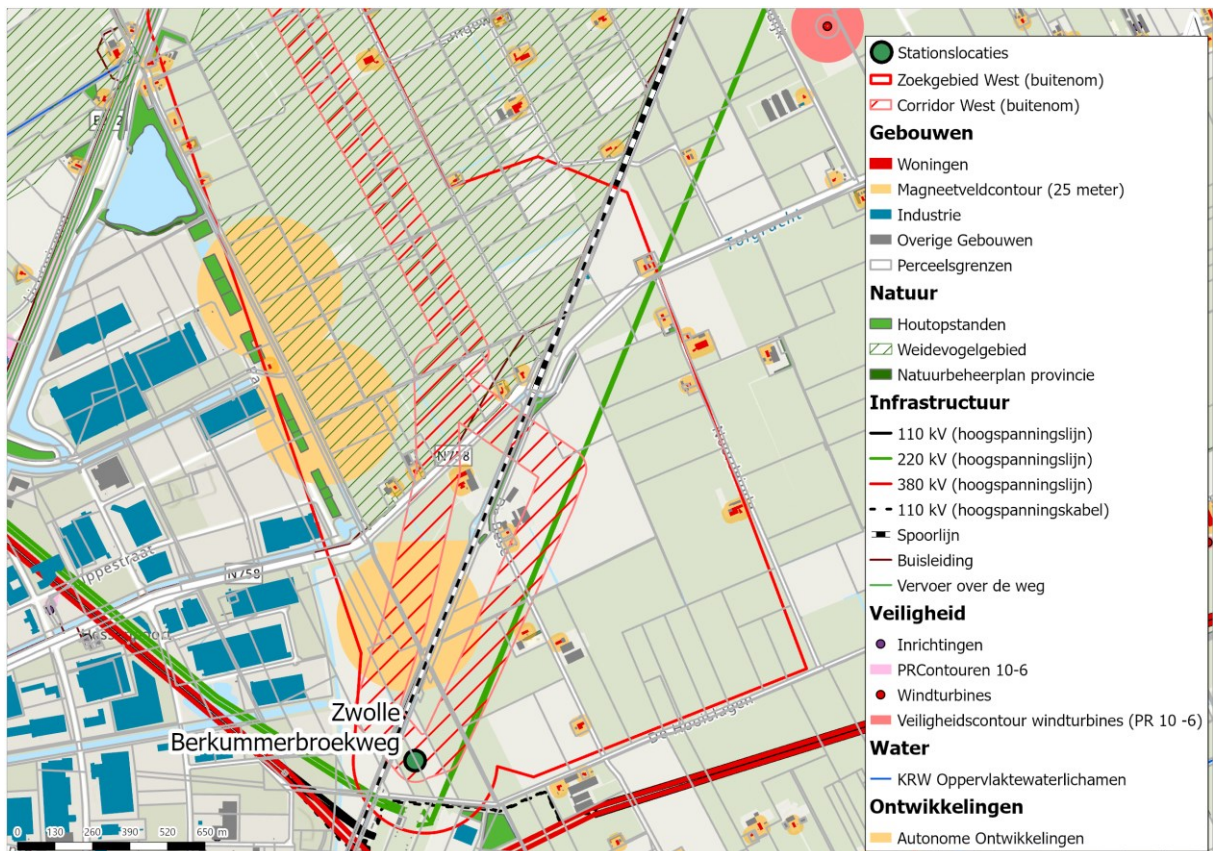 Stationslocaties
Zoekgebied West (buitenom)
Corridor West (buitenom)
Gebouwen
Woningen
Magneetveldcontour (25 meter)
Industrie
Overige Gebouwen
Perceelsgrenzen
Natuur
Houtopstanden
Weidevogelgebied
Natuurbeheerplan provincie
Infrastructuur
110 kV (hoogspanningslijn)
220 kV (hoogspanningslijn)
380 kV (hoogspanningslijn)
110 kV (hoogspanningskabel)
Spoorlijn
Buisleiding
Vervoer over de weg
Veiligheid
Inrichtingen
PRContouren 10-6
Windturbines
Veiligheidscontour windturbines (PR 10 -6)
Water
KRW Oppervlaktewaterlichamen
Ontwikkelingen
Autonome Ontwikkelingen
Tolgracht
N758
N758
De Hooislagen
Zwolle
Berkummerbroekweg
0 130 260 390 520 650 m